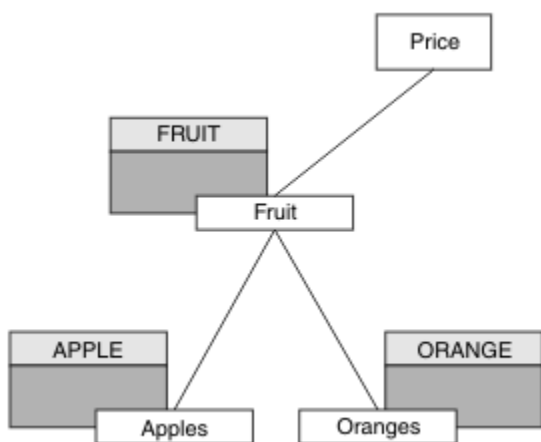 Price
FRUIT
Fruit
APPLE
ORANGE
Apples
Oranges